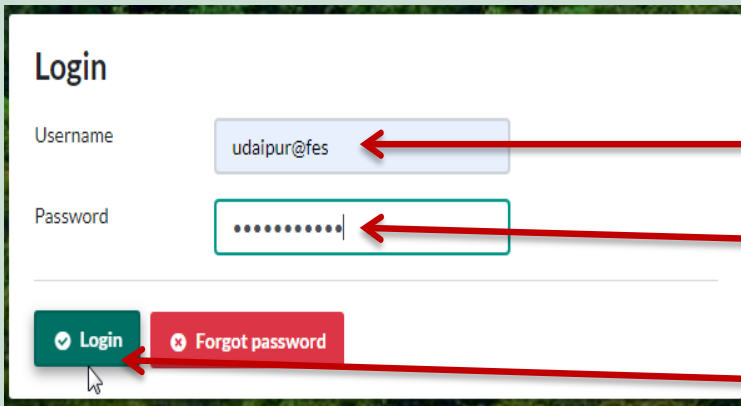 Login
Username
udaipur@fes
Password
•••••••••••
Login
Forgot password